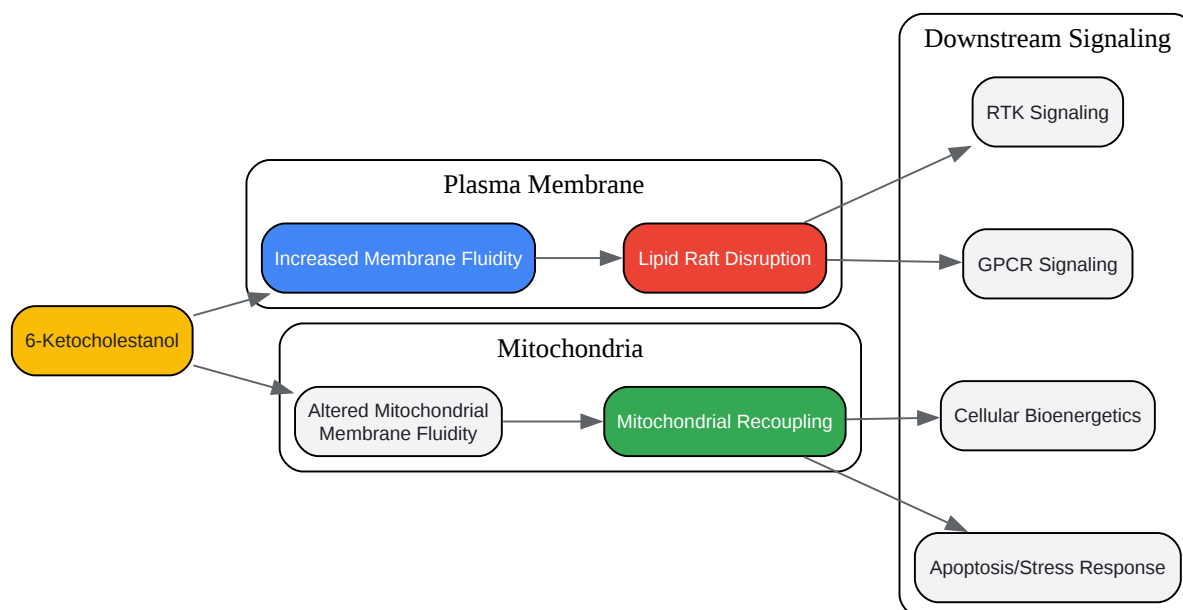 Downstream Signaling
RTK Signaling
Plasma Membrane
Increased Membrane Fluidity
Lipid Raft Disruption
GPCR Signaling
6-Ketocholestanol
Mitochondria
Altered Mitochondrial
Membrane Fluidity
Mitochondrial Recoupling
Cellular Bioenergetics
Apoptosis/Stress Response